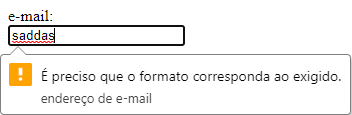 e-mail:
saddas
É preciso que o formato corresponda ao exigido.
endereço de e-mail